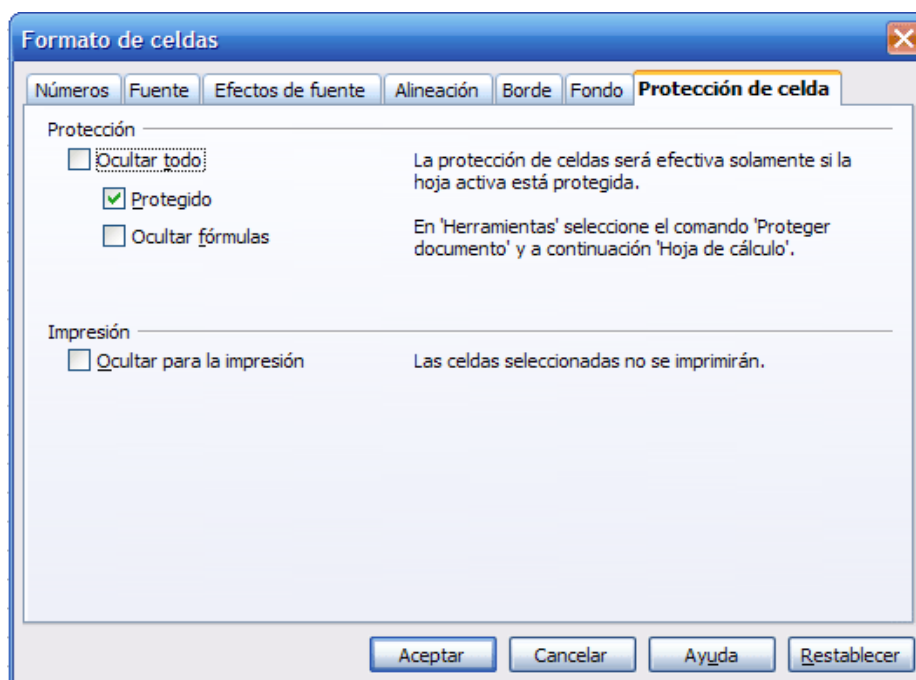 Formato de celdas
Números Fuente Efectos de fuente Alineación Borde Fondo Protección de celda
Protección
Ocultar todo
La protección de celdas será efectiva solamente si la
hoja activa está protegida.
Protegido
En 'Herramientas' seleccione el comando 'Proteger
Ocultar fórmulas
documento' y a continuación 'Hoja de cálculo'.
Impresión
Ocultar para la impresión
Las celdas seleccionadas no se imprimirán.
Aceptar Cancelar Ayuda Restablecer